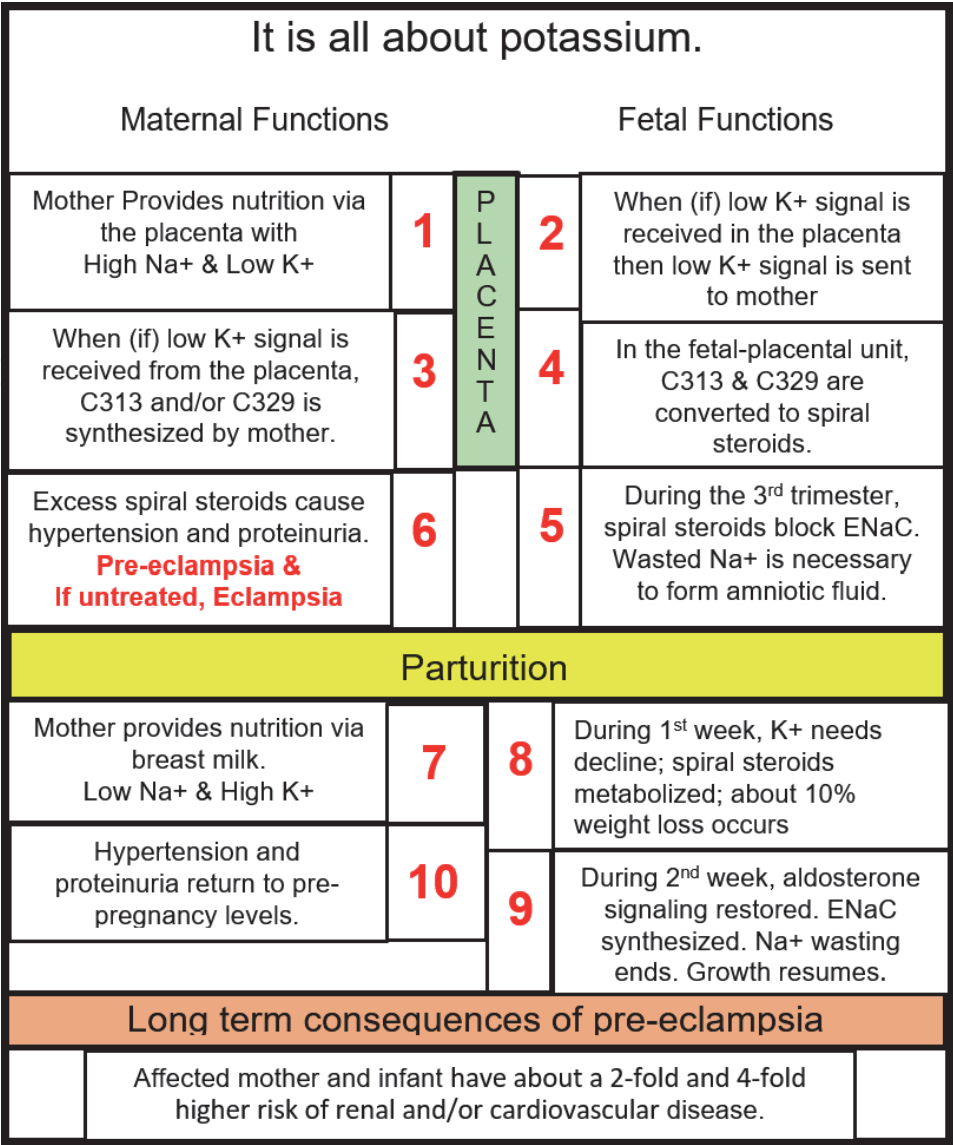 It is all about potassium.
Maternal Functions
Fetal Functions
Mother Provides nutrition via
the placenta with
High Na+ & Low K+
1
P
L
A
C
E
N
T
A
2
When (if) low K+ signal is
received in the placenta
then low K+ signal is sent
to mother
When (if) low K+ signal is
received from the placenta,
C313 and/or C329 is
synthesized by mother.
3
4
In the fetal-placental unit,
C313 & C329 are
converted to spiral
steroids.
Excess spiral steroids cause
hypertension and proteinuria.
Pre-eclampsia &
If untreated, Eclampsia
6
5
During the 3rd trimester,
spiral steroids block ENaC.
Wasted Na+ is necessary
to form amniotic fluid.
Parturition
Mother provides nutrition via
breast milk.
Low Na+ & High K+
7
8
During 1st week, K+ needs
decline; spiral steroids
metabolized; about 10%
weight loss occurs
Hypertension and
proteinuria return to pre-
pregnancy levels.
10
9
During 2nd week, aldosterone
signaling restored. ENaC
synthesized. Na+ wasting
ends. Growth resumes.
Long term consequences of pre-eclampsia
Affected mother and infant have about a 2-fold and 4-fold
higher risk of renal and/or cardiovascular disease.